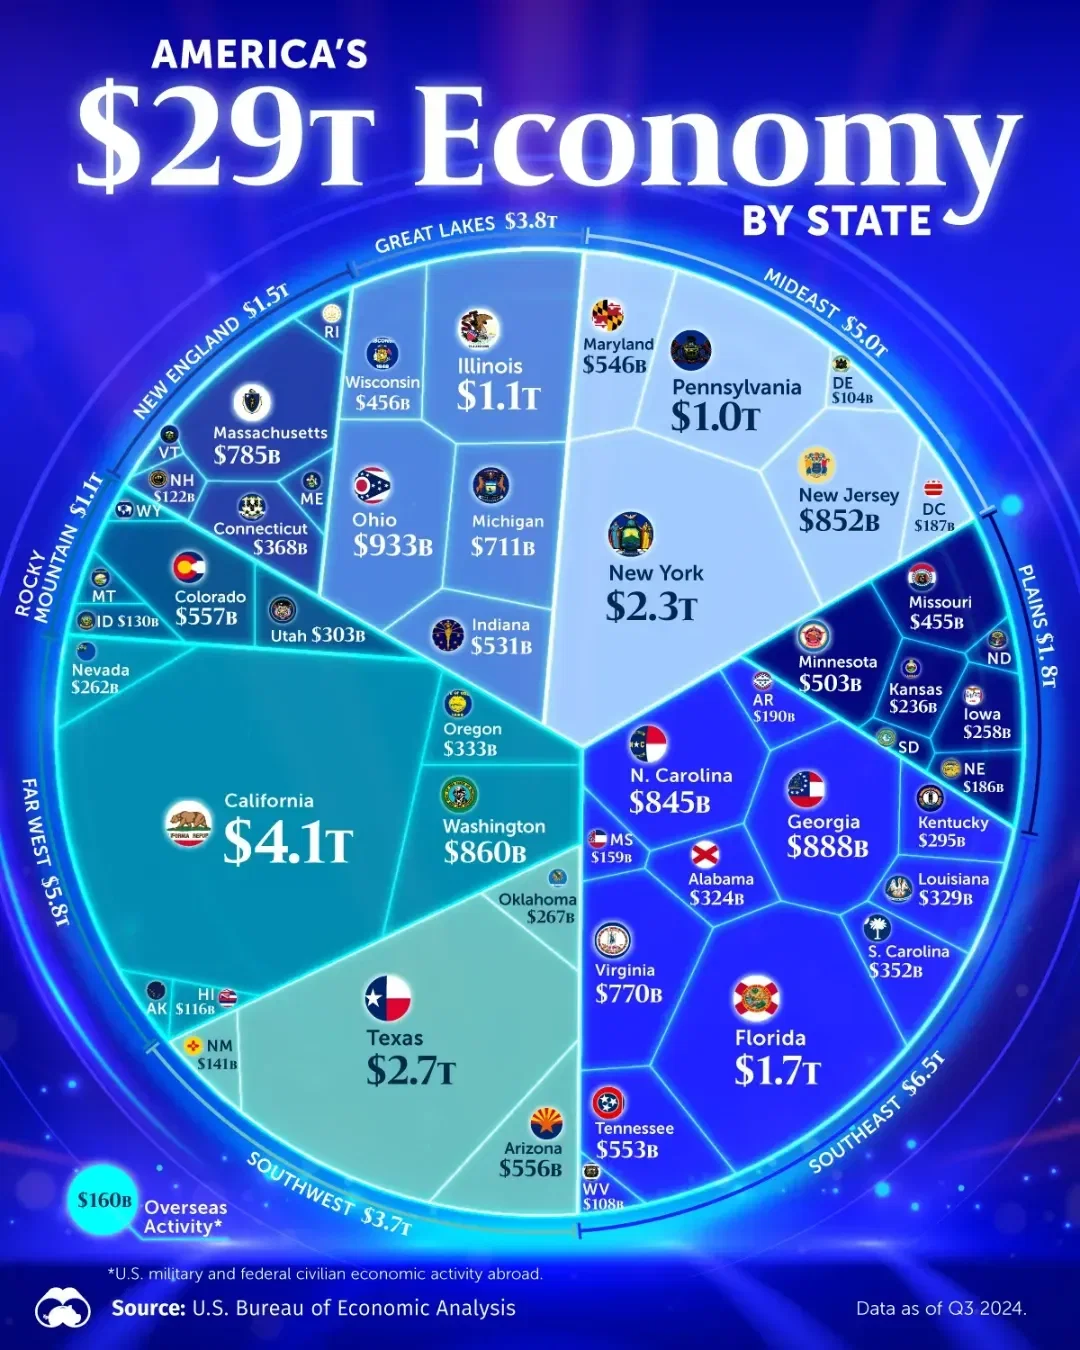 AMERICA'S
$29T Economy
BY STATE
GREAT LAKES $3.8T
MIDEAST $5.0T
NEW ENGLAND $1.5T
ROCKY
MOUNTAIN $1.1T
PLAINS $1.8T
FAR WEST $5.8T
SOUTHEAST $6.5T
SOUTHWEST $3.7T
RI
Wisconsin
$456B
Illinois
$1.1T
Maryland
$546B
Pennsylvania
$1.0T
DE
$104B
Massachusetts
$785B
VT
NH
$122B
ME
WY
Connecticut
$368B
Ohio
$933B
Michigan
$711B
New York
$2.3T
New Jersey
$852B
DC
$187B
MT
Colorado
$557B
ID $130B
Utah $303B
Indiana
$531B
Missouri
$455B
Minnesota
$503B
ND
Kansas
$236B
Iowa
$258B
SD
NE
$186B
Nevada
$262B
Oregon
$333B
AR
$190B
N. Carolina
$845B
California
$4.1T
Washington
$860B
Georgia
$888B
Kentucky
$295B
MS
$159B
Alabama
$324B
Louisiana
$329B
Oklahoma
$267B
S. Carolina
$352B
Virginia
$770B
AK
HI
$116B
NM
$141B
Texas
$2.7T
Florida
$1.7T
Arizona
$556B
Tennessee
$553B
WV
$108B
$160B
Overseas
Activity*
*U.S. military and federal civilian economic activity abroad.
Source: U.S. Bureau of Economic Analysis
Data as of Q3 2024.